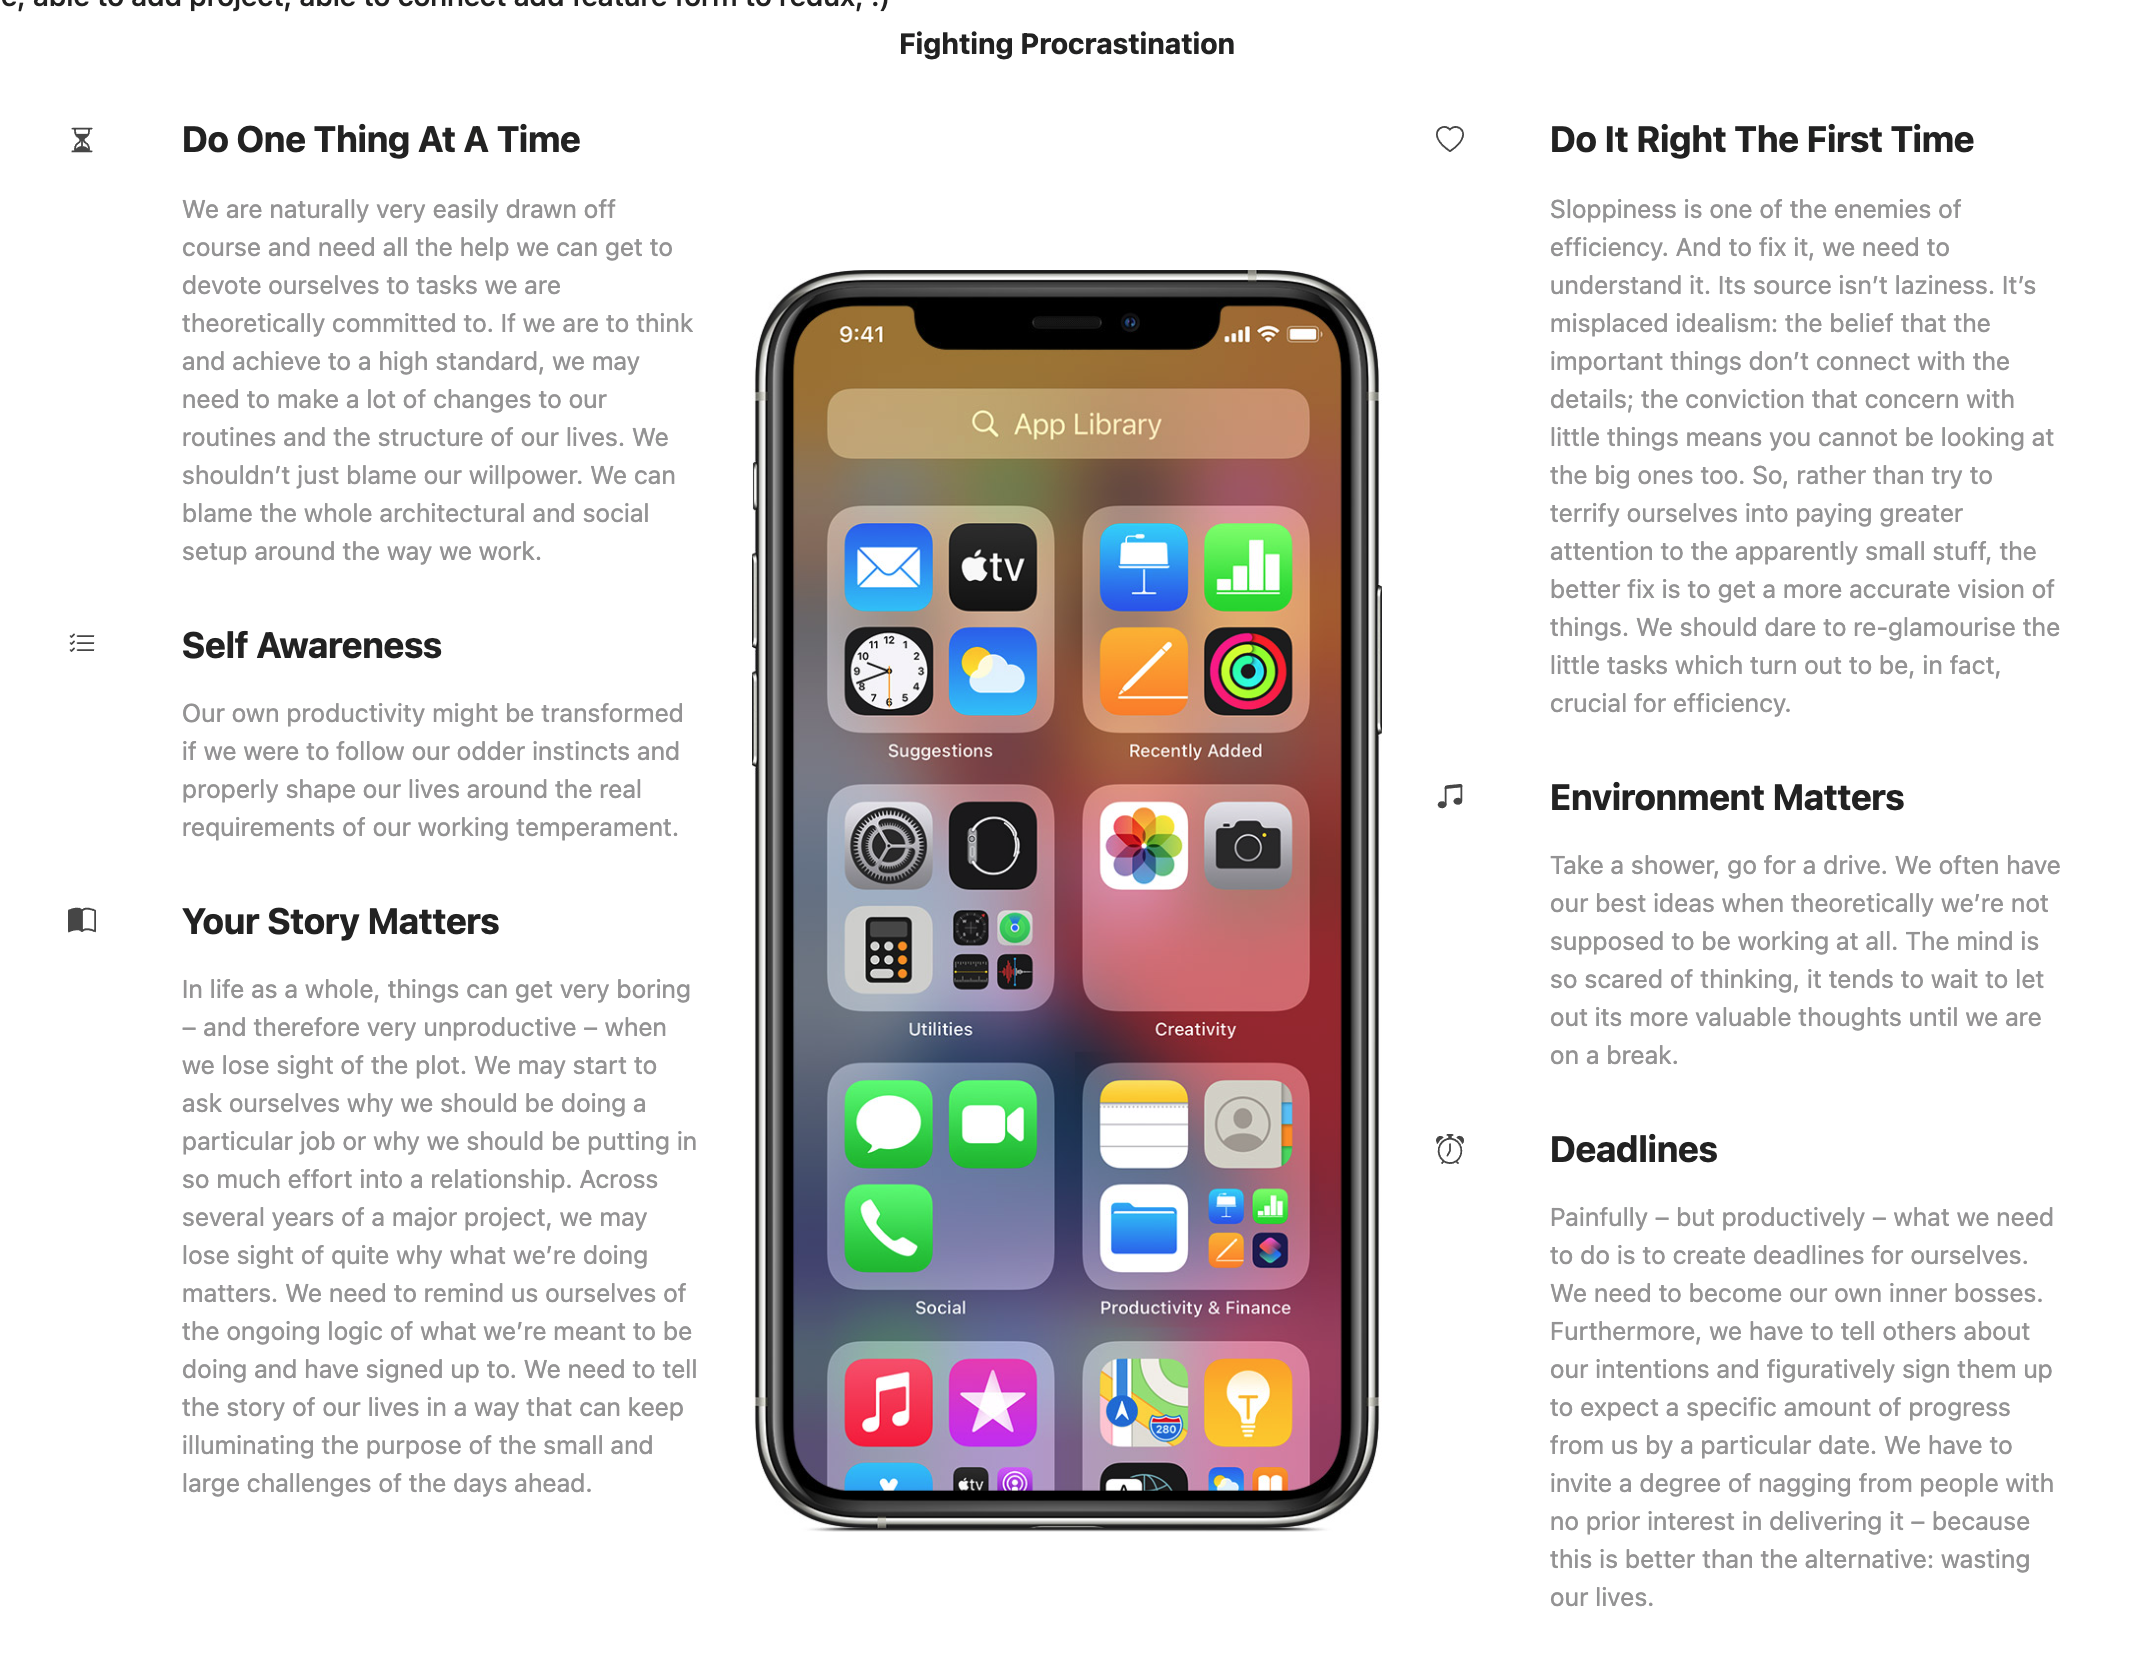 e, able to add project, able to connect add feature form to redux, :)
Fighting Procrastination
Do One Thing At A Time
We are naturally very easily drawn off
course and need all the help we can get to
devote ourselves to tasks we are
theoretically committed to. If we are to think
and achieve to a high standard, we may
need to make a lot of changes to our
routines and the structure of our lives. We
shouldn’t just blame our willpower. We can
blame the whole architectural and social
setup around the way we work.
Self Awareness
Our own productivity might be transformed
if we were to follow our odder instincts and
properly shape our lives around the real
requirements of our working temperament.
Your Story Matters
In life as a whole, things can get very boring
– and therefore very unproductive – when
we lose sight of the plot. We may start to
ask ourselves why we should be doing a
particular job or why we should be putting in
so much effort into a relationship. Across
several years of a major project, we may
lose sight of quite why what we’re doing
matters. We need to remind us ourselves of
the ongoing logic of what we’re meant to be
doing and have signed up to. We need to tell
the story of our lives in a way that can keep
illuminating the purpose of the small and
large challenges of the days ahead.
9:41
App Library
tv
12
11 1
10 2
9 3
8 4
7 5
6
Suggestions
Recently Added
Utilities
Creativity
Social
Productivity & Finance
280
tv
Do It Right The First Time
Sloppiness is one of the enemies of
efficiency. And to fix it, we need to
understand it. Its source isn’t laziness. It’s
misplaced idealism: the belief that the
important things don’t connect with the
details; the conviction that concern with
little things means you cannot be looking at
the big ones too. So, rather than try to
terrify ourselves into paying greater
attention to the apparently small stuff, the
better fix is to get a more accurate vision of
things. We should dare to re-glamourise the
little tasks which turn out to be, in fact,
crucial for efficiency.
Environment Matters
Take a shower, go for a drive. We often have
our best ideas when theoretically we’re not
supposed to be working at all. The mind is
so scared of thinking, it tends to wait to let
out its more valuable thoughts until we are
on a break.
Deadlines
Painfully – but productively – what we need
to do is to create deadlines for ourselves.
We need to become our own inner bosses.
Furthermore, we have to tell others about
our intentions and figuratively sign them up
to expect a specific amount of progress
from us by a particular date. We have to
invite a degree of nagging from people with
no prior interest in delivering it – because
this is better than the alternative: wasting
our lives.